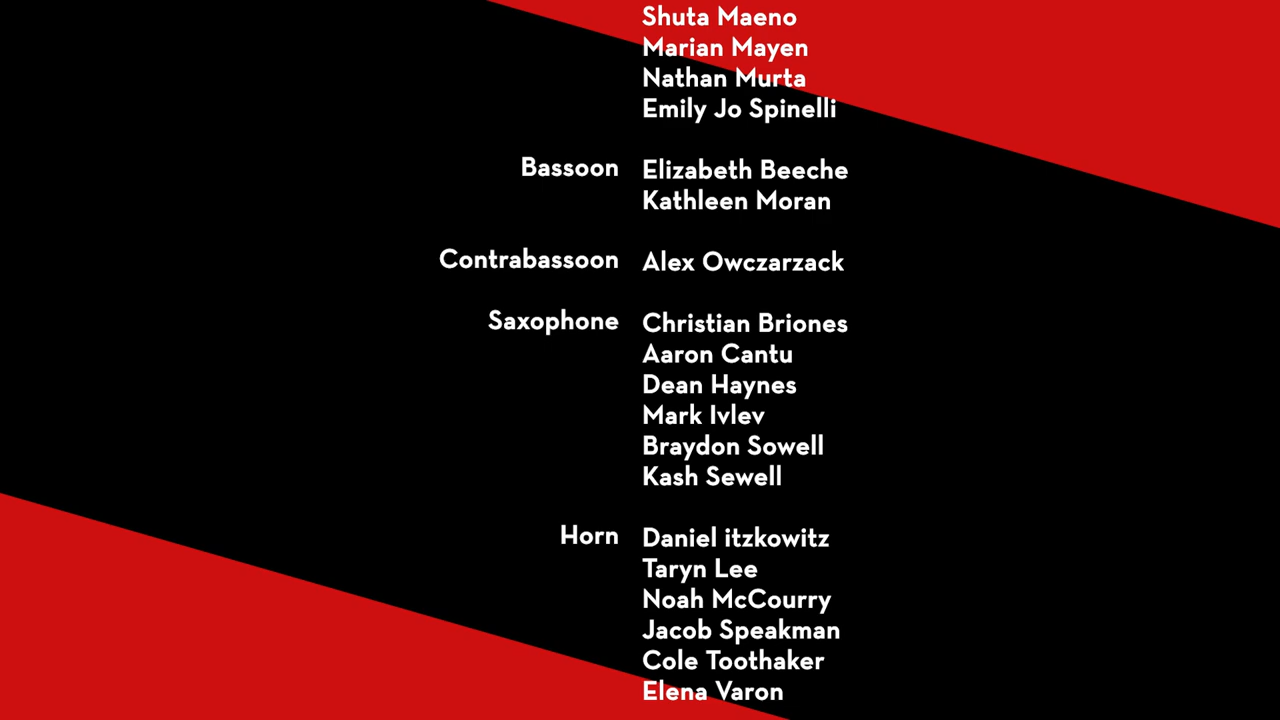 Shuta Maeno
Marian Mayen
Nathan Murta
Emily Jo Spinelli
Bassoon Elizabeth Beeche
Kathleen Moran
Contrabassoon Alex Owczarzack
Saxophone Christian Briones
Aaron Cantu
Dean Haynes
Mark Ivlev
Braydon Sowell
Kash Sewell
Horn Daniel itzkowitz
Taryn Lee
Noah McCourry
Jacob Speakman
Cole Toothaker
Elena Varon